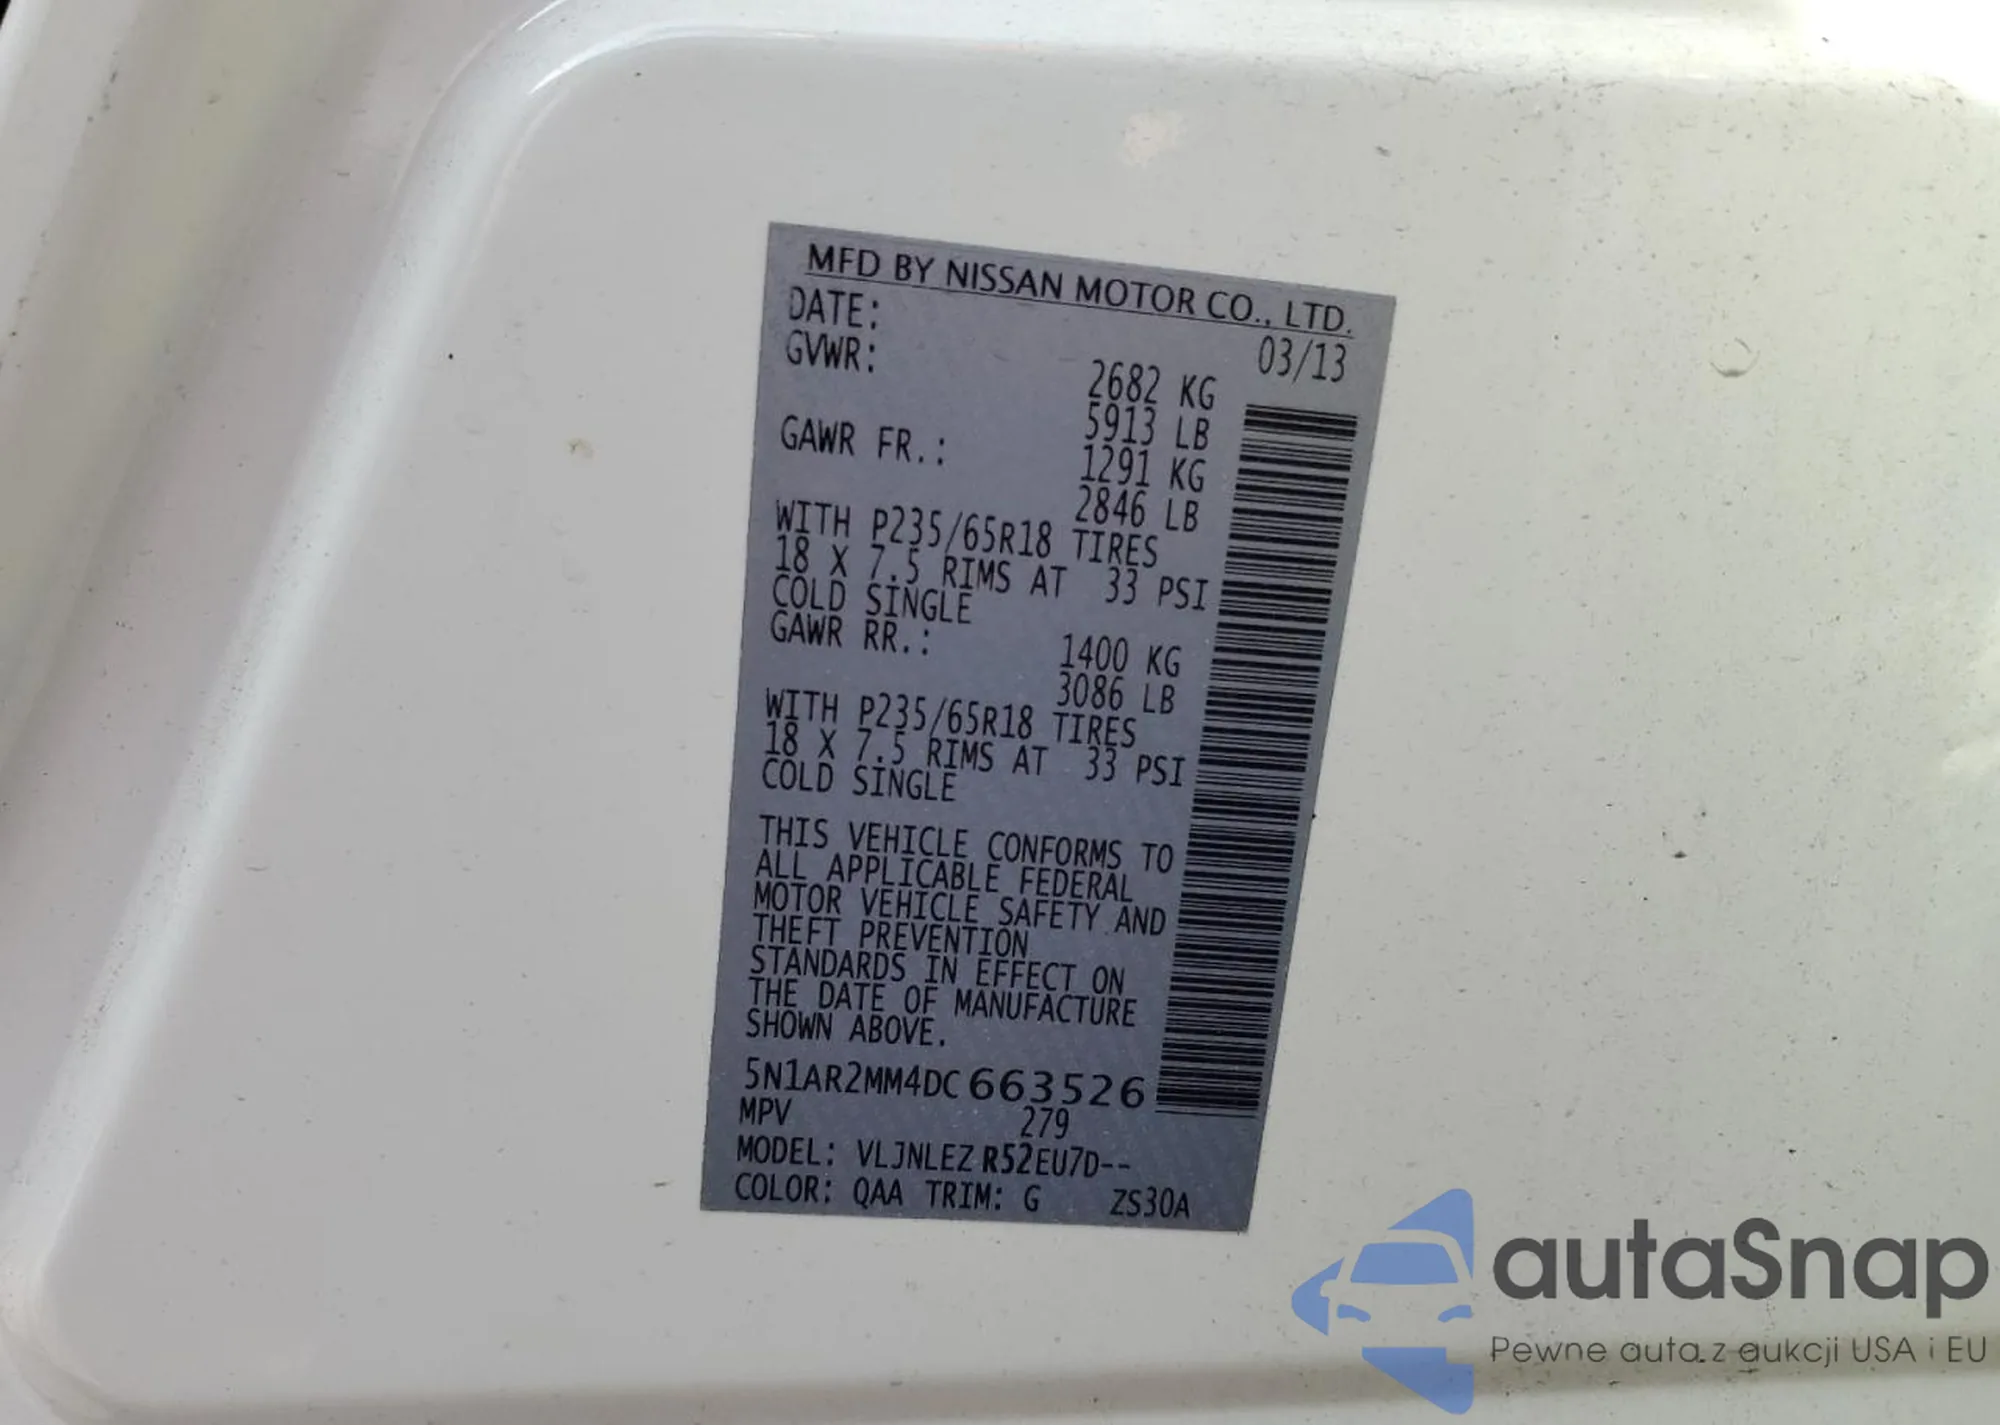 MFD BY NISSAN MOTOR CO., LTD.
DATE: 03/13
GVWR: 2682 KG
5913 LB
GAWR FR.: 1291 KG
2846 LB
WITH P235/65R18 TIRES
18 X 7.5 RIMS AT 33 PSI
COLD SINGLE
GAWR RR.: 1400 KG
3086 LB
WITH P235/65R18 TIRES
18 X 7.5 RIMS AT 33 PSI
COLD SINGLE
THIS VEHICLE CONFORMS TO
ALL APPLICABLE FEDERAL
MOTOR VEHICLE SAFETY AND
THEFT PREVENTION
STANDARDS IN EFFECT ON
THE DATE OF MANUFACTURE
SHOWN ABOVE.
5N1AR2MM4DC663526
MPV 279
MODEL: VLJNLEZ R52EU7D--
COLOR: QAA TRIM: G ZS30A
autaSnap
Pewne auta z aukcji USA i EU